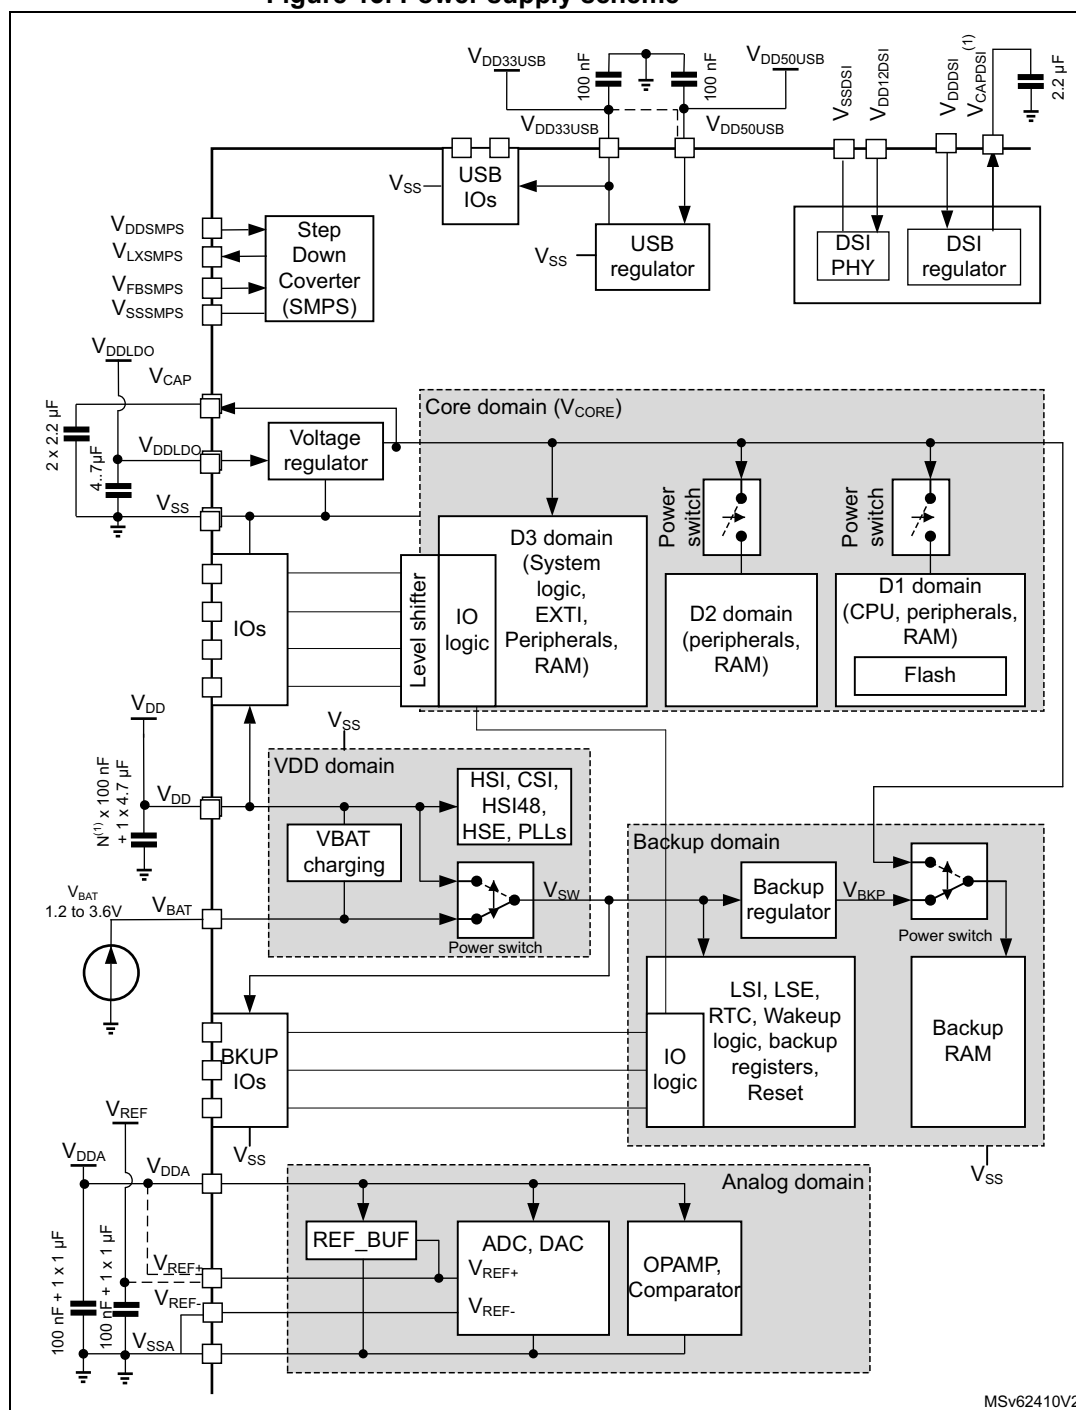 Figure 15. Power supply scheme
VDD33USB
100 nF
100 nF
VDD50USB
VSSDSI
VDD12DSI
VDDDSI
VCAPDSI(1)
2.2 µF
VDD33USB
VDD50USB
VSS
USB
IOs
VSS
USB
regulator
DSI
PHY
DSI
regulator
VDDSMPS
VLXSMPS
VFBSMPS
VSSSMPS
Step
Down
Coverter
(SMPS)
VDDLDO
VCAP
2 x 2.2 µF
4..7µF
VDDLDO
VSS
Voltage
regulator
Core domain (VCORE)
Power
switch
Power
switch
D3 domain
(System
logic,
EXTI,
Peripherals,
RAM)
Level shifter
IO
logic
D2 domain
(peripherals,
RAM)
D1 domain
(CPU, peripherals,
RAM)
Flash
IOs
VDD
N(1) x 100 nF
+ 1 x 4.7 µF
VDD
VSS
VDD domain
HSI, CSI,
HSI48,
HSE, PLLs
VBAT
charging
VBAT
1.2 to 3.6V
VBAT
Power switch
VSW
Backup domain
Backup
regulator
VBKP
Power switch
LSI, LSE,
RTC, Wakeup
logic, backup
registers,
Reset
IO
logic
Backup
RAM
BKUP
IOs
VSS
VSS
VREF
VDDA
VDDA
100 nF + 1 x 1 µF
100 nF + 1 x 1 µF
VREF+
VREF-
VSSA
Analog domain
REF_BUF
ADC, DAC
VREF+
VREF-
OPAMP,
Comparator
MSv62410V2